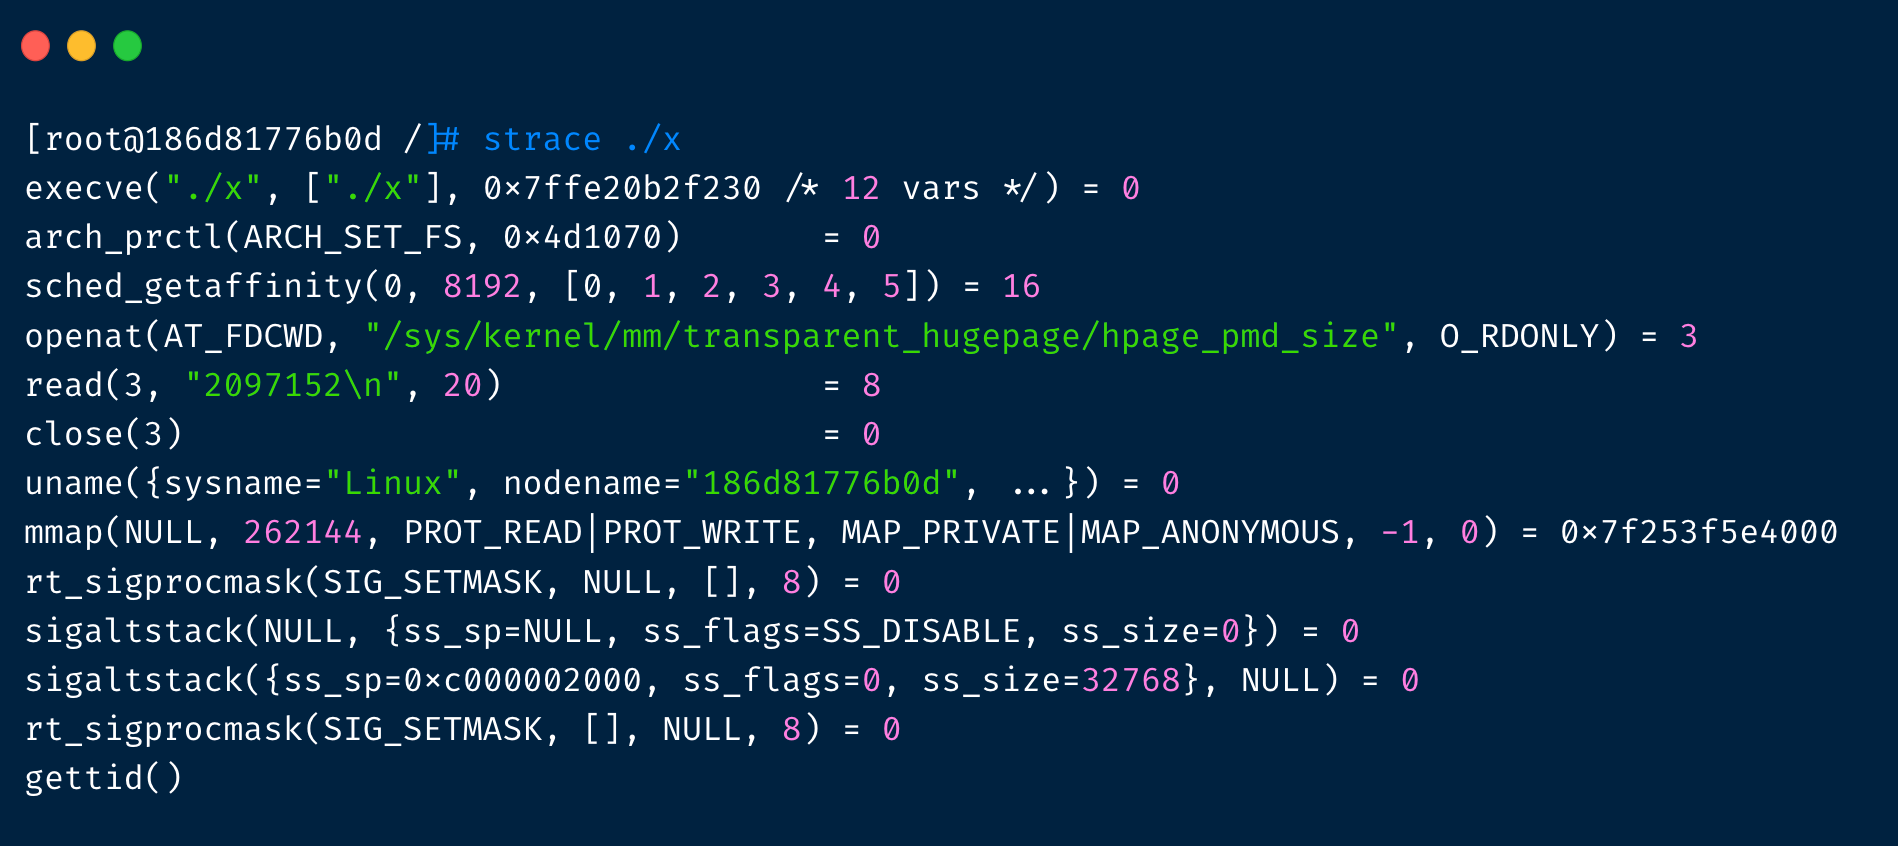 [root@186d81776b0d /]# strace ./x
execve("./x", ["./x"], 0x7ffe20b2f230 /* 12 vars */) = 0
arch_prctl(ARCH_SET_FS, 0x4d1070)       = 0
sched_getaffinity(0, 8192, [0, 1, 2, 3, 4, 5]) = 16
openat(AT_FDCWD, "/sys/kernel/mm/transparent_hugepage/hpage_pmd_size", O_RDONLY) = 3
read(3, "2097152\n", 20)                = 8
close(3)                                = 0
uname({sysname="Linux", nodename="186d81776b0d", ...}) = 0
mmap(NULL, 262144, PROT_READ|PROT_WRITE, MAP_PRIVATE|MAP_ANONYMOUS, -1, 0) = 0x7f253f5e4000
rt_sigprocmask(SIG_SETMASK, NULL, [], 8) = 0
sigaltstack(NULL, {ss_sp=NULL, ss_flags=SS_DISABLE, ss_size=0}) = 0
sigaltstack({ss_sp=0xc000002000, ss_flags=0, ss_size=32768}, NULL) = 0
rt_sigprocmask(SIG_SETMASK, [], NULL, 8) = 0
gettid()